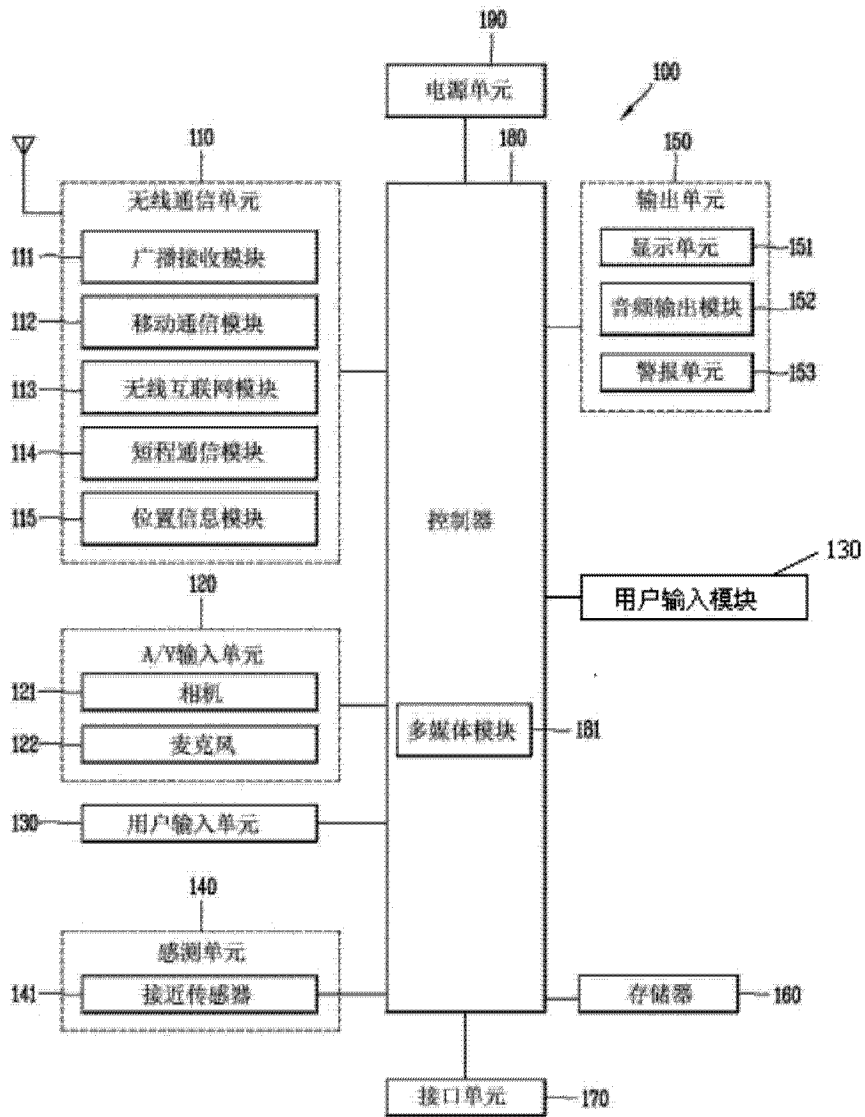 190
电源单元
100
110
无线通信单元
111
广播接收模块
112
移动通信模块
113
无线互联网模块
114
短程通信模块
115
位置信息模块
120
A/V输入单元
121
相机
122
麦克风
130
用户输入单元
140
感测单元
141
接近传感器
180
控制器
多媒体模块
181
150
输出单元
显示单元
151
音频输出模块
152
警报单元
153
130
用户输入模块
存储器
160
接口单元
170